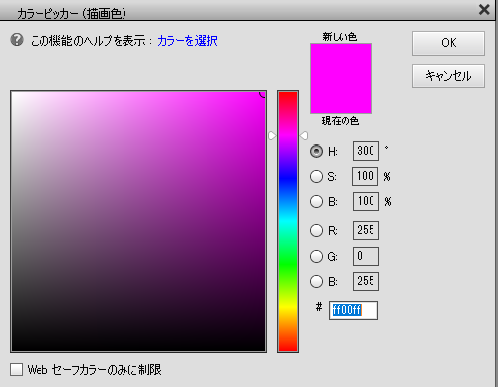 カラーピッカー (描画色)
この機能のヘルプを表示 : カラーを選択
新しい色
現在の色
OK
キャンセル
H: 300 °
S: 100 %
B: 100 %
R: 255
G: 0
B: 255
# ff00ff
Web セーフカラーのみに制限